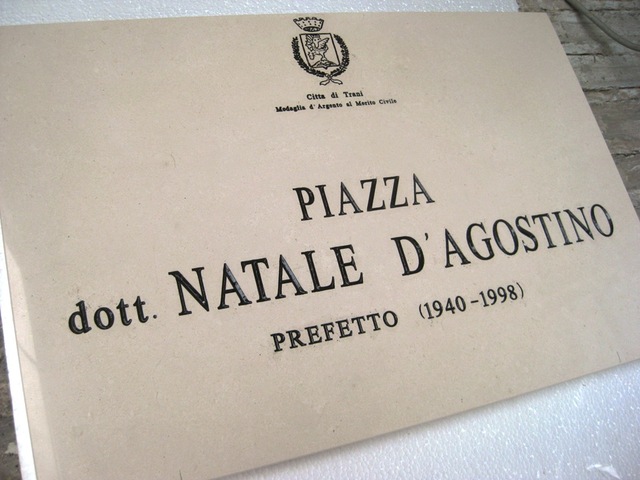 Città di Trani
Medaglia d'Argento al Merito Civile
PIAZZA
dott. NATALE D'AGOSTINO
PREFETTO (1940-1998)